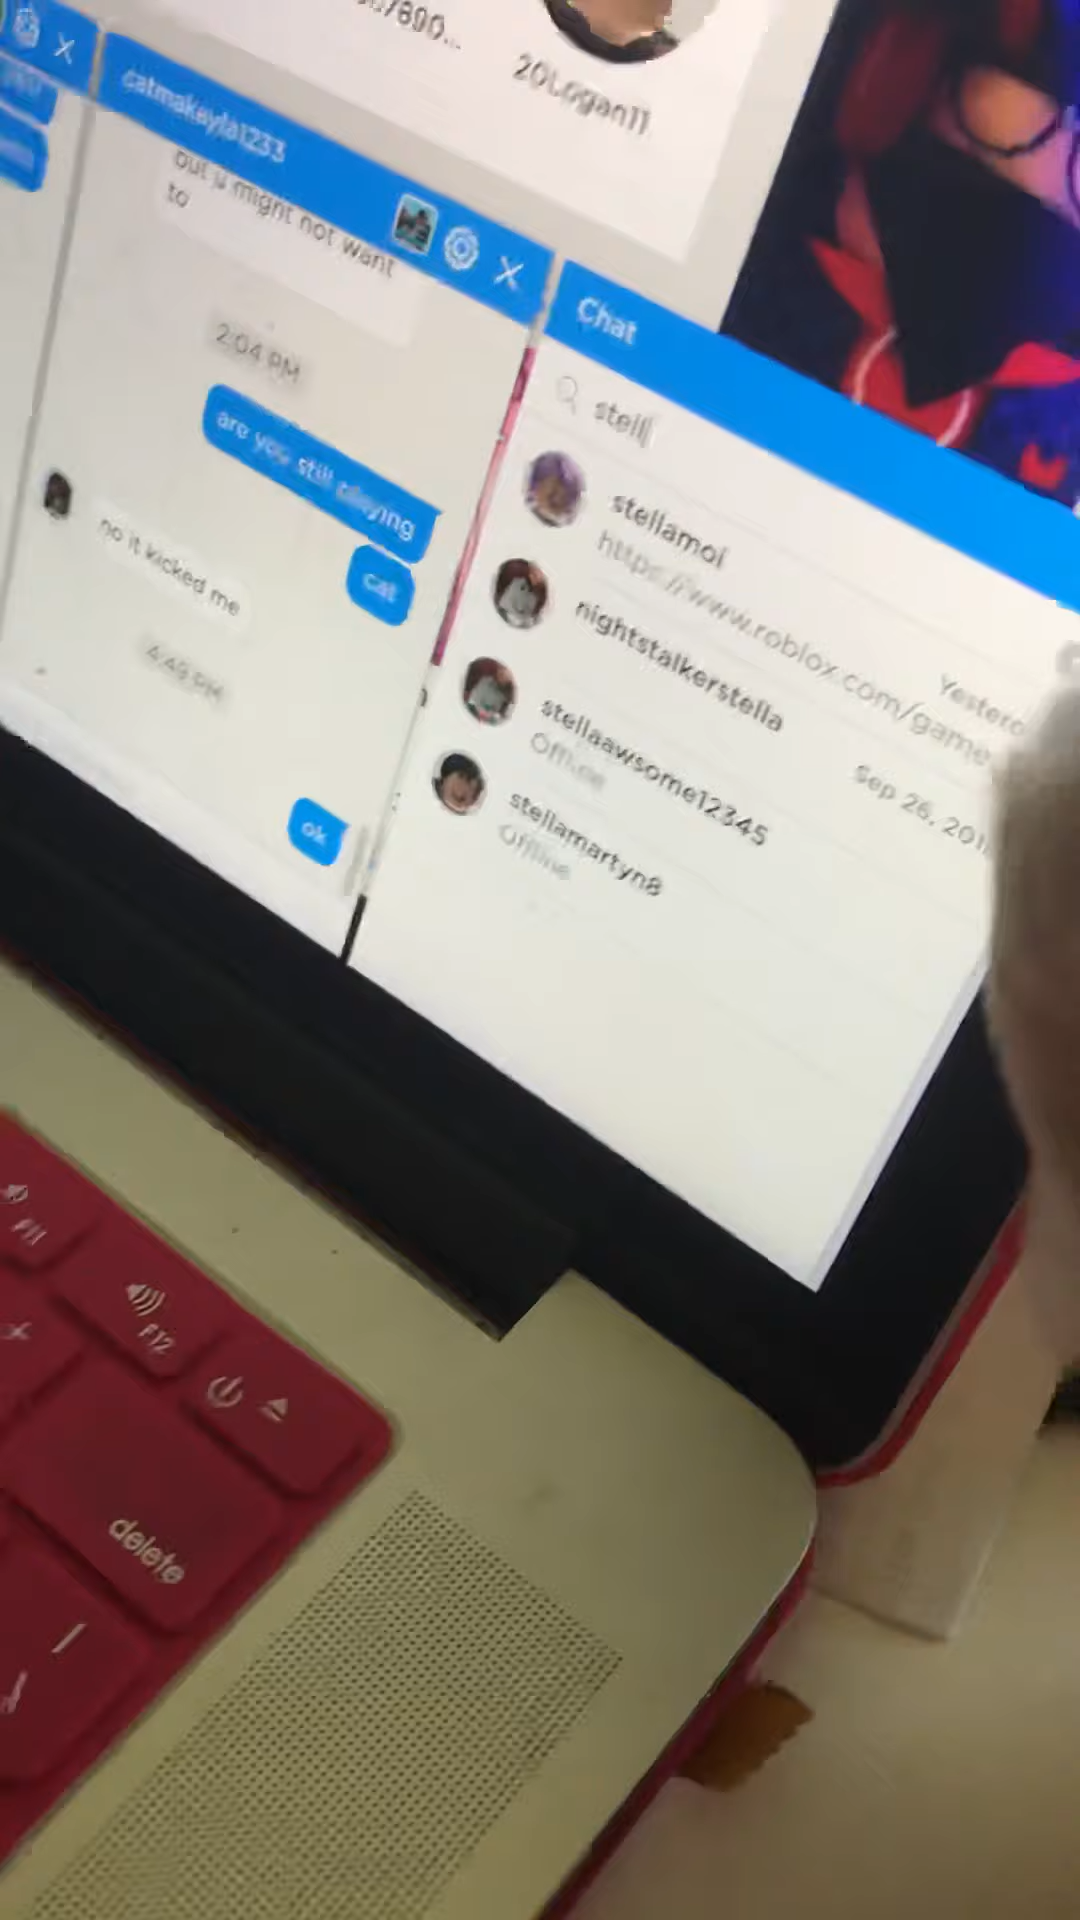 20Logan11
catmakayla1233
but u might not want
to
2:04 PM
are you still playing
cat
no it kicked me
4:49 PM
ok
Chat
stell
stellamoi
https://www.roblox.com/game
nightstalkerstella
Sep 26, 201
stellaawsome12345
Offline
stellamartyn8
Offline
F11
F12
delete